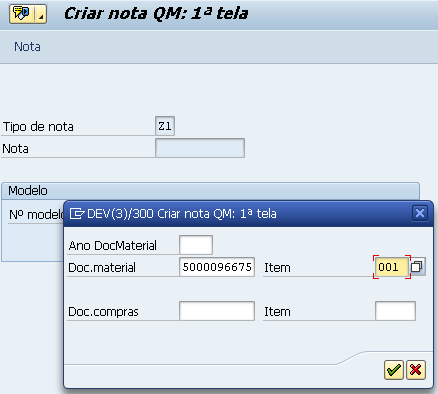 Criar nota QM: 1ª tela
Nota
Tipo de nota Z1
Nota
Modelo
Nº modelo
DEV(3)/300 Criar nota QM: 1ª tela
Ano DocMaterial
Doc.material 5000096675 Item 001
Doc.compras Item